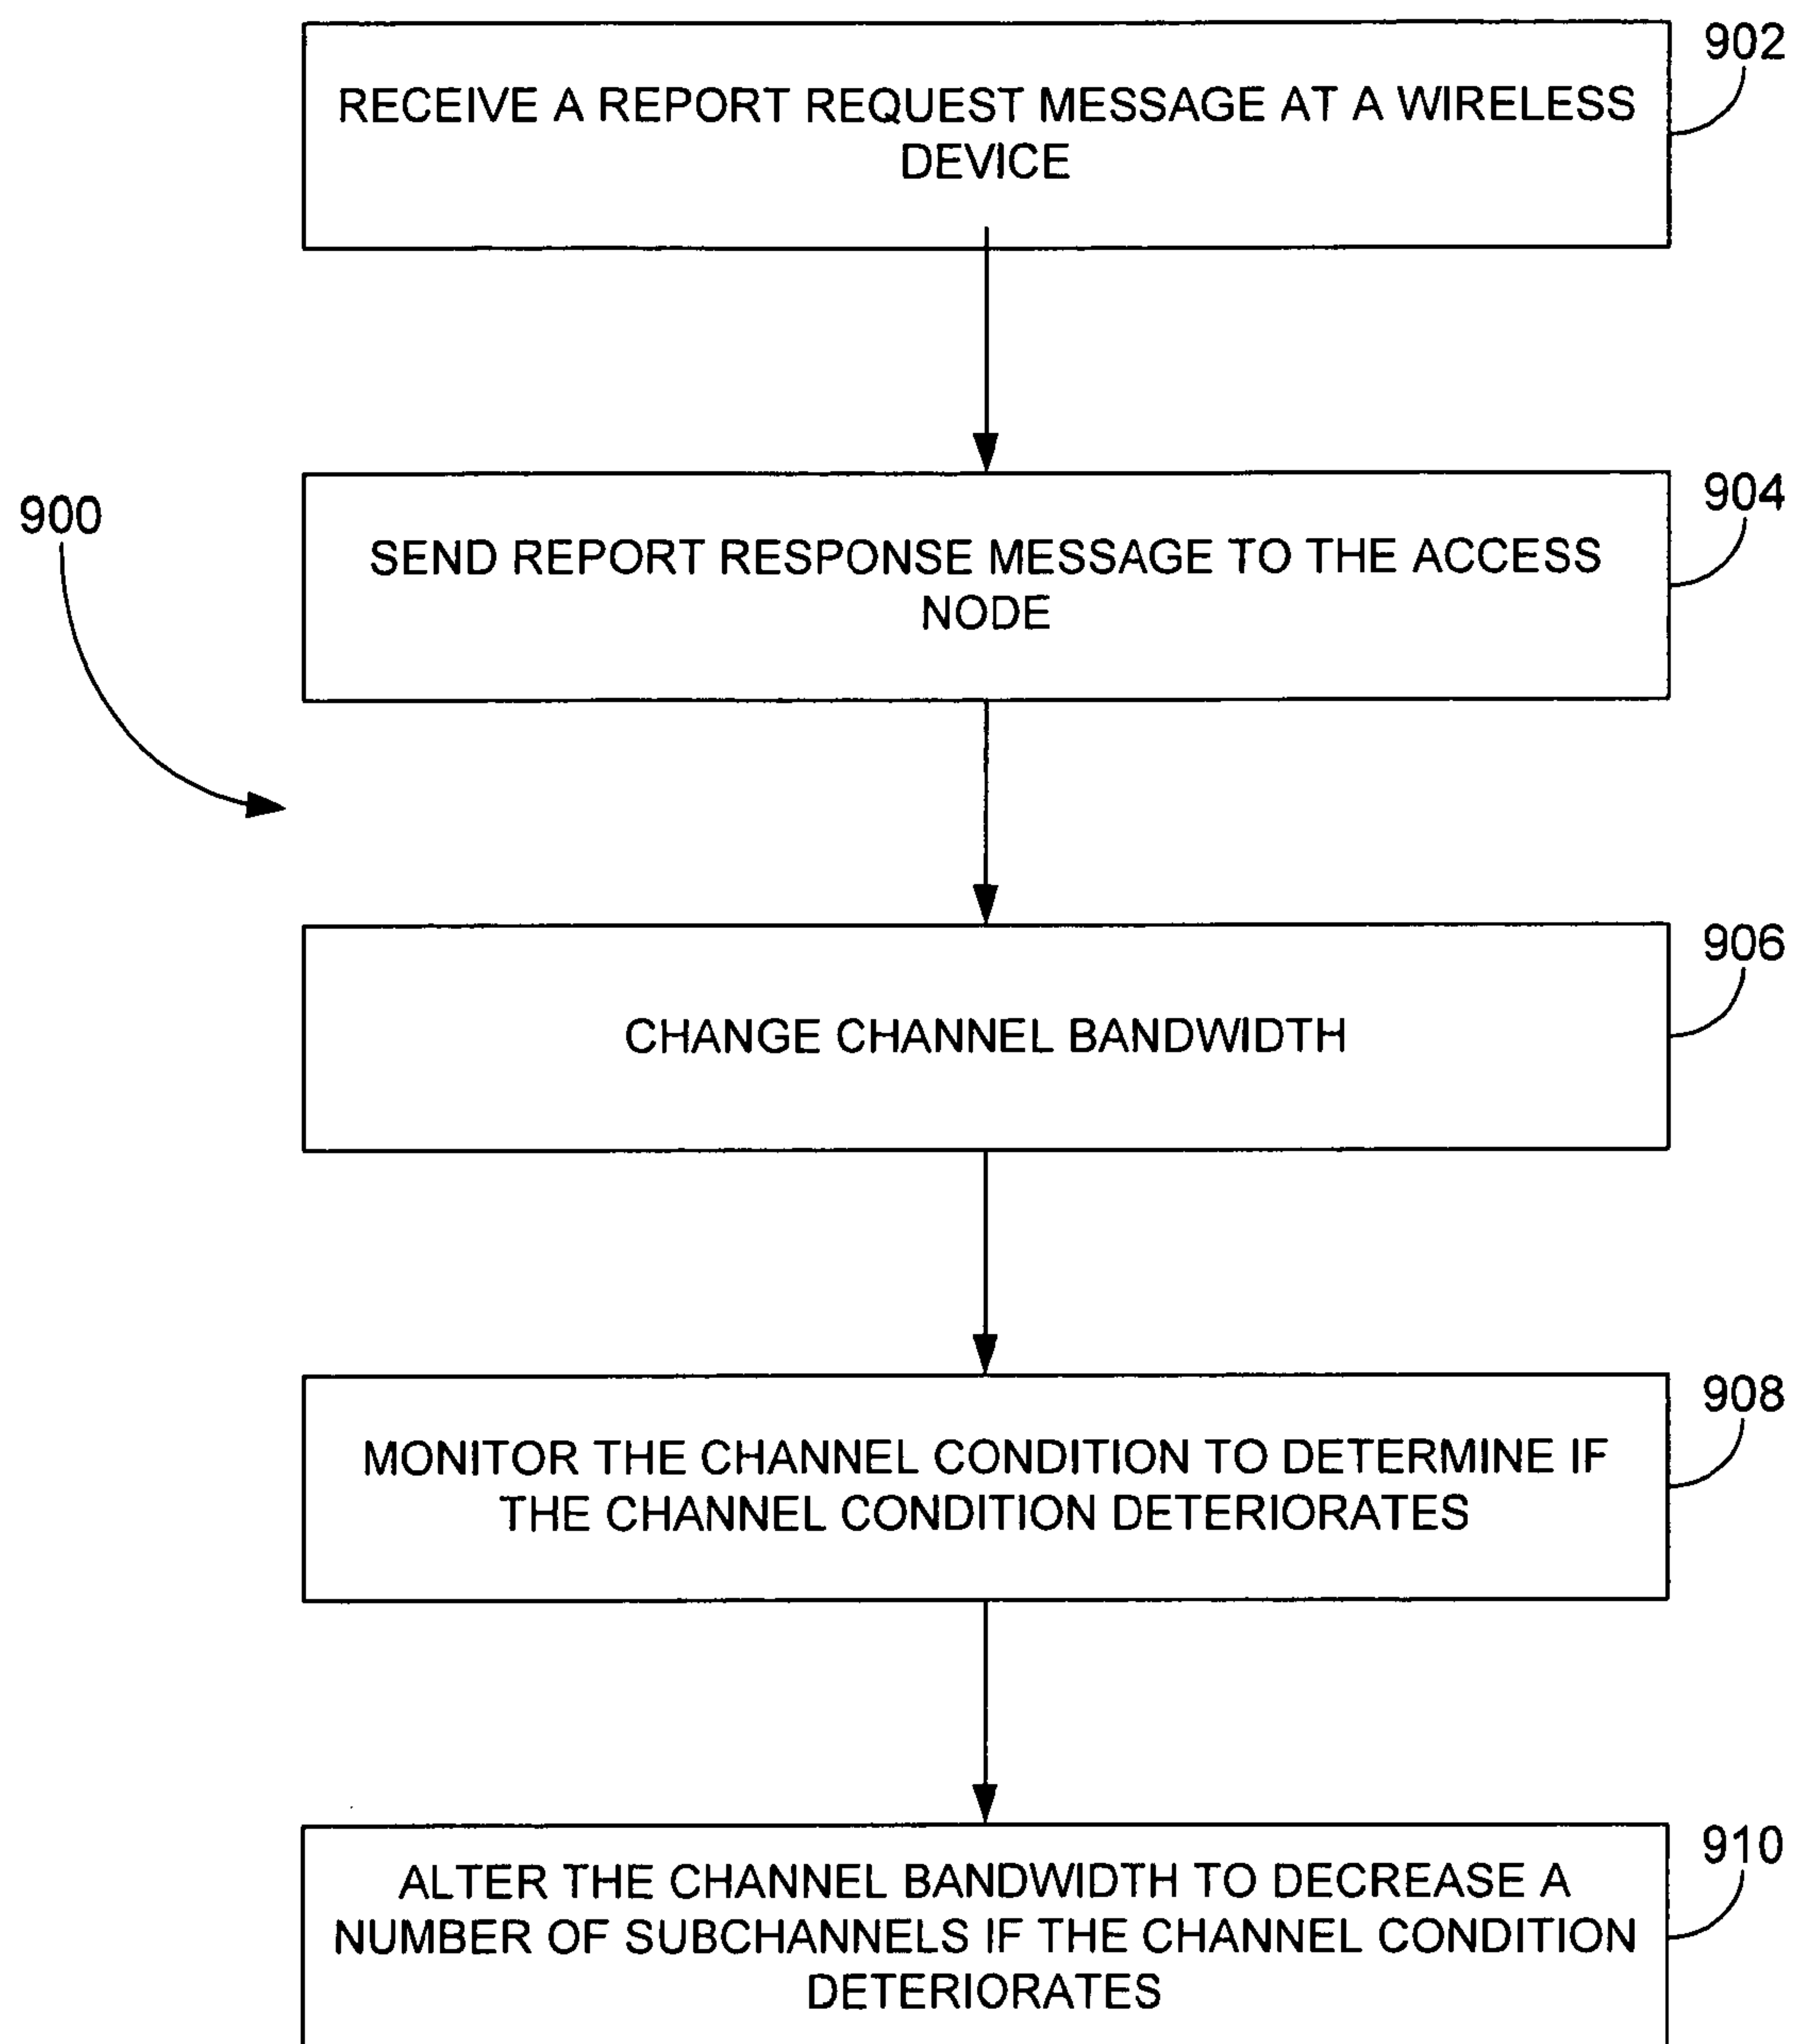 902
RECEIVE A REPORT REQUEST MESSAGE AT A WIRELESS
DEVICE
904
900
SEND REPORT RESPONSE MESSAGE TO THE ACCESS
NODE
906
CHANGE CHANNEL BANDWIDTH
908
MONITOR THE CHANNEL CONDITION TO DETERMINE IF
THE CHANNEL CONDITION DETERIORATES
910
ALTER THE CHANNEL BANDWIDTH TO DECREASE A
NUMBER OF SUBCHANNELS IF THE CHANNEL CONDITION
DETERIORATES